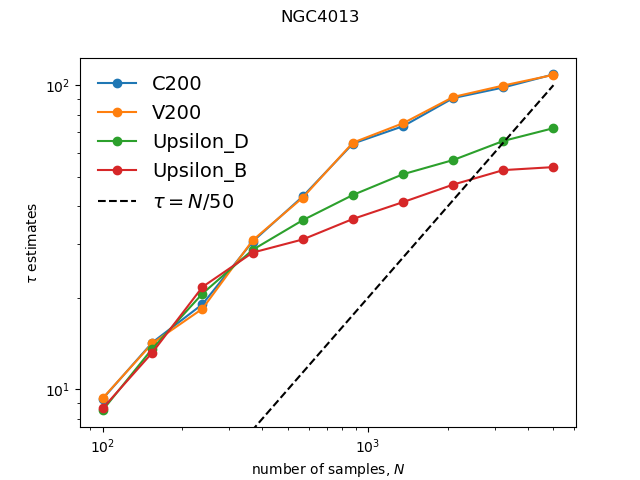 NGC4013
C200
V200
Upsilon_D
Upsilon_B
τ = N/50
10²
10¹
τ estimates
10² 10³
number of samples, N